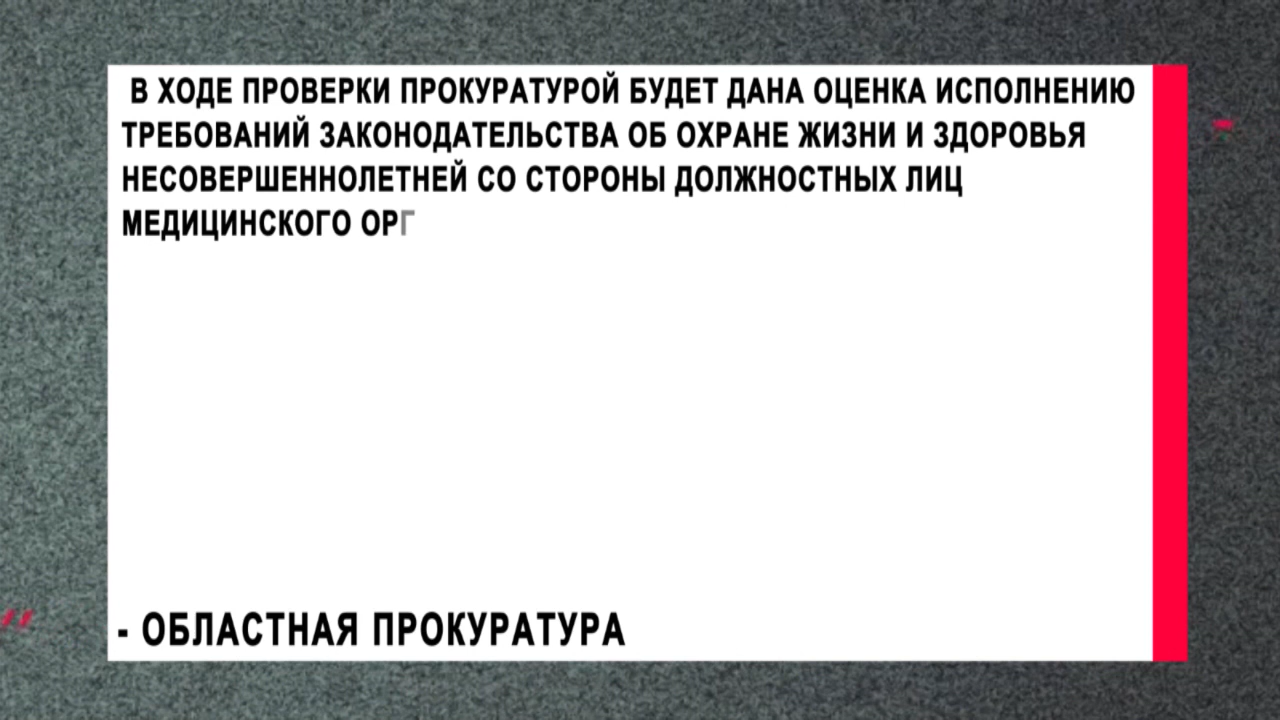 В ХОДЕ ПРОВЕРКИ ПРОКУРАТУРОЙ БУДЕТ ДАНА ОЦЕНКА ИСПОЛНЕНИЮ
ТРЕБОВАНИЙ ЗАКОНОДАТЕЛЬСТВА ОБ ОХРАНЕ ЖИЗНИ И ЗДОРОВЬЯ
НЕСОВЕРШЕННОЛЕТНЕЙ СО СТОРОНЫ ДОЛЖНОСТНЫХ ЛИЦ
МЕДИЦИНСКОГО ОРГ
- ОБЛАСТНАЯ ПРОКУРАТУРА